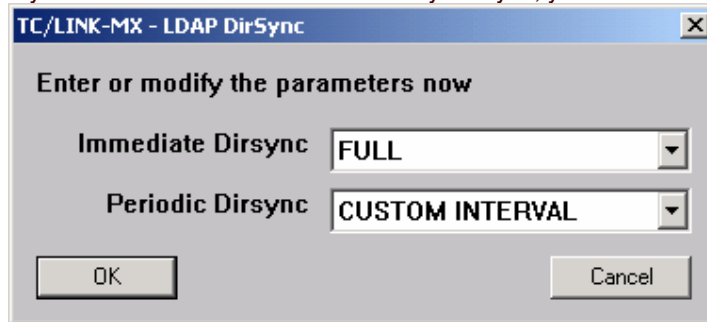 TC/LINK-MX - LDAP DirSync
Enter or modify the parameters now
Immediate Dirsync FULL
Periodic Dirsync CUSTOM INTERVAL
OK Cancel